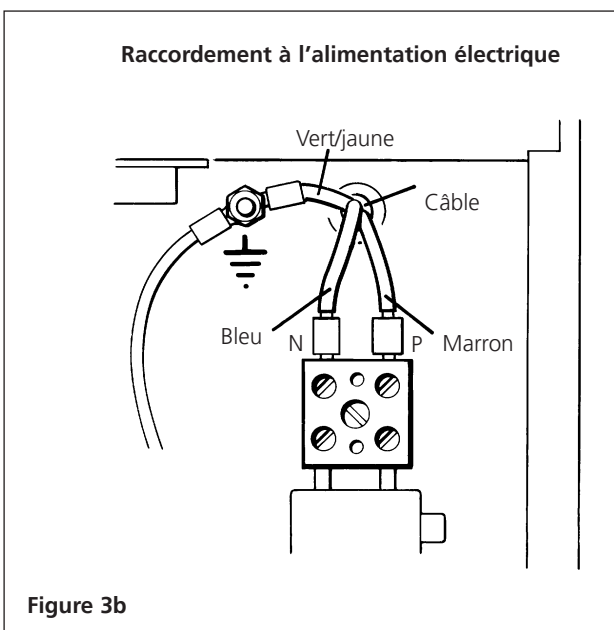 Raccordement à l'alimentation électrique
Vert/jaune
Câble
Bleu
N
P
Marron
Figure 3b